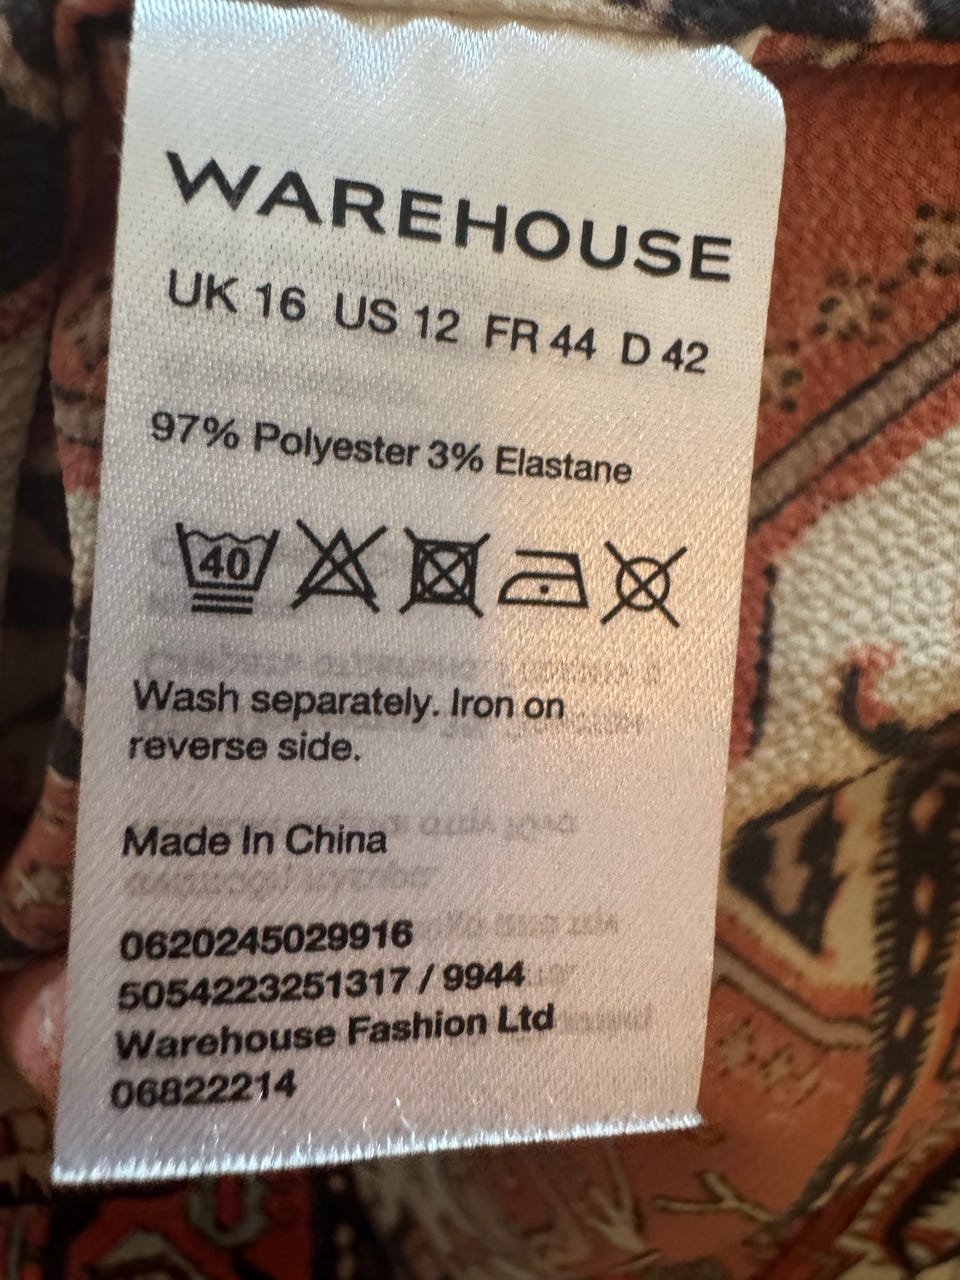 WAREHOUSE
UK 16 US 12 FR 44 D 42
97% Polyester 3% Elastane
40
Wash separately. Iron on
reverse side.
Made In China
0620245029916
5054223251317 / 9944
Warehouse Fashion Ltd
06822214